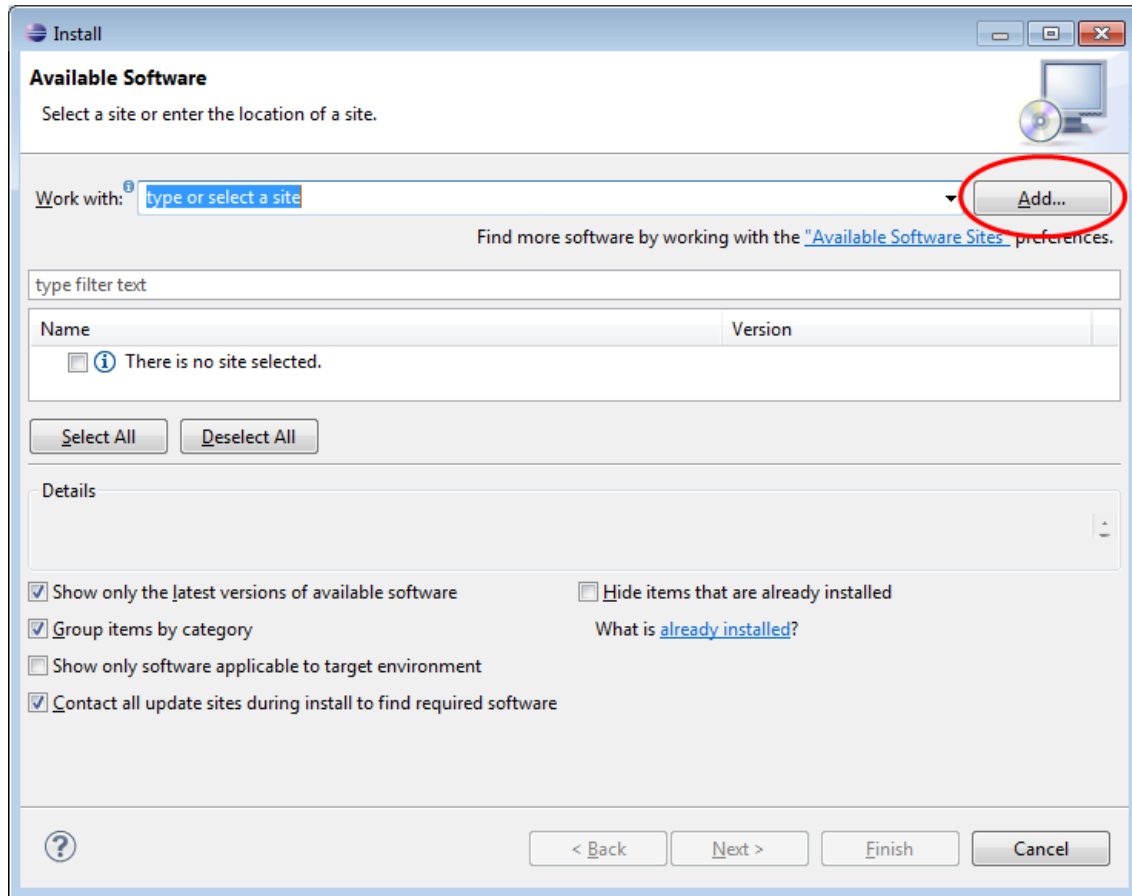 Install
Available Software
Select a site or enter the location of a site.
Work with: type or select a site Add...
Find more software by working with the "Available Software Sites" preferences.
type filter text
Name Version
There is no site selected.
Select All Deselect All
Details
Show only the latest versions of available software Hide items that are already installed
Group items by category What is already installed?
Show only software applicable to target environment
Contact all update sites during install to find required software
< Back Next > Finish Cancel